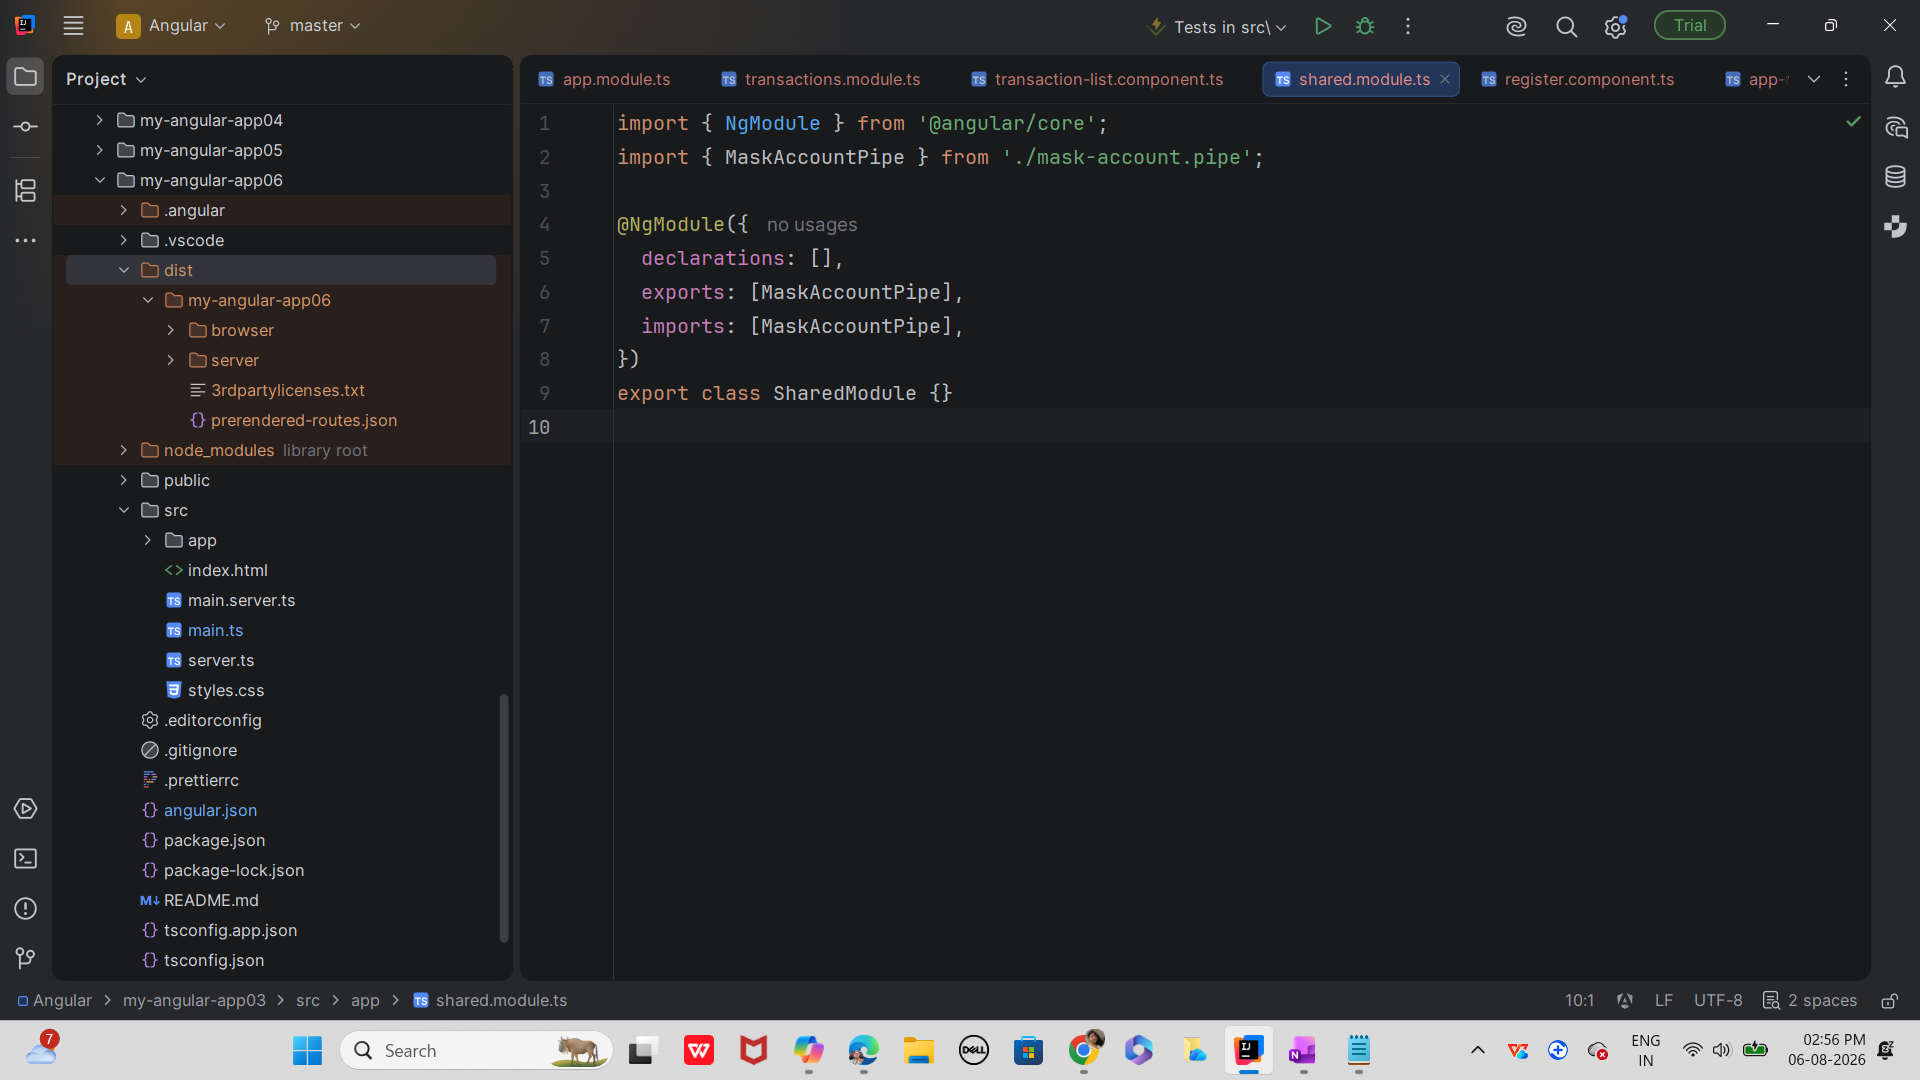 A Angular master Tests in src\ Trial
Project
my-angular-app04
my-angular-app05
my-angular-app06
.angular
.vscode
dist
my-angular-app06
browser
server
3rdpartylicenses.txt
prerendered-routes.json
node_modules library root
public
src
app
index.html
main.server.ts
main.ts
server.ts
styles.css
.editorconfig
.gitignore
.prettierrc
angular.json
package.json
package-lock.json
README.md
tsconfig.app.json
tsconfig.json
app.module.ts transactions.module.ts transaction-list.component.ts shared.module.ts register.component.ts app-
1 import { NgModule } from '@angular/core';
2 import { MaskAccountPipe } from './mask-account.pipe';
3
4 @NgModule({ no usages
5   declarations: [],
6   exports: [MaskAccountPipe],
7   imports: [MaskAccountPipe],
8 })
9 export class SharedModule {}
10
Angular > my-angular-app03 > src > app > shared.module.ts 10:1 LF UTF-8 2 spaces
7 Search DELL ENG 02:56 PM
IN 06-08-2026